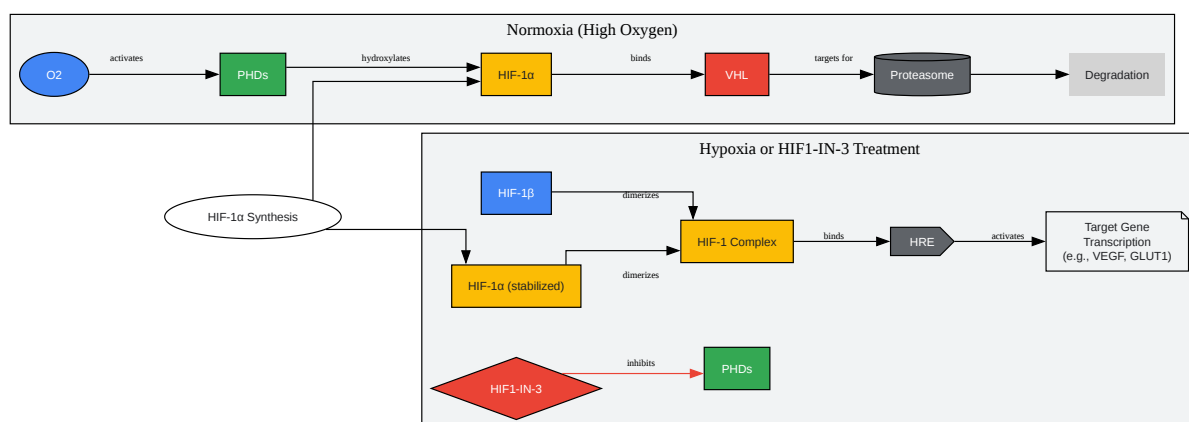 Normoxia (High Oxygen)
activates
hydroxylates
binds
targets for
O2
PHDs
HIF-1α
VHL
Proteasome
Degradation
Hypoxia or HIF1-IN-3 Treatment
HIF-1α Synthesis
HIF-1β
dimerizes
HIF-1 Complex
binds
HRE
activates
Target Gene
Transcription
(e.g., VEGF, GLUT1)
HIF-1α (stabilized)
dimerizes
HIF1-IN-3
inhibits
PHDs